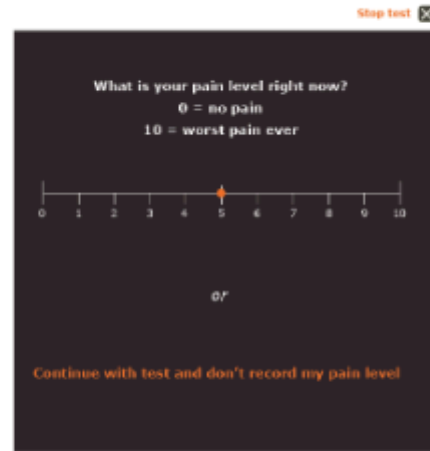 Stop test
What is your pain level right now?
0 = no pain
10 = worst pain ever
0 1 2 3 4 5 6 7 8 9 10
or
Continue with test and don't record my pain level